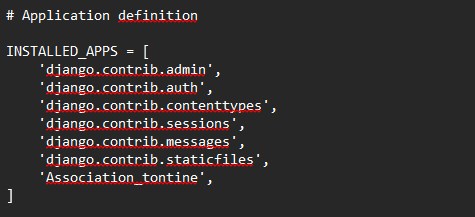 # Application definition
INSTALLED_APPS = [
'django.contrib.admin',
'django.contrib.auth',
'django.contrib.contenttypes',
'django.contrib.sessions',
'django.contrib.messages',
'django.contrib.staticfiles',
'Association_tontine',
]